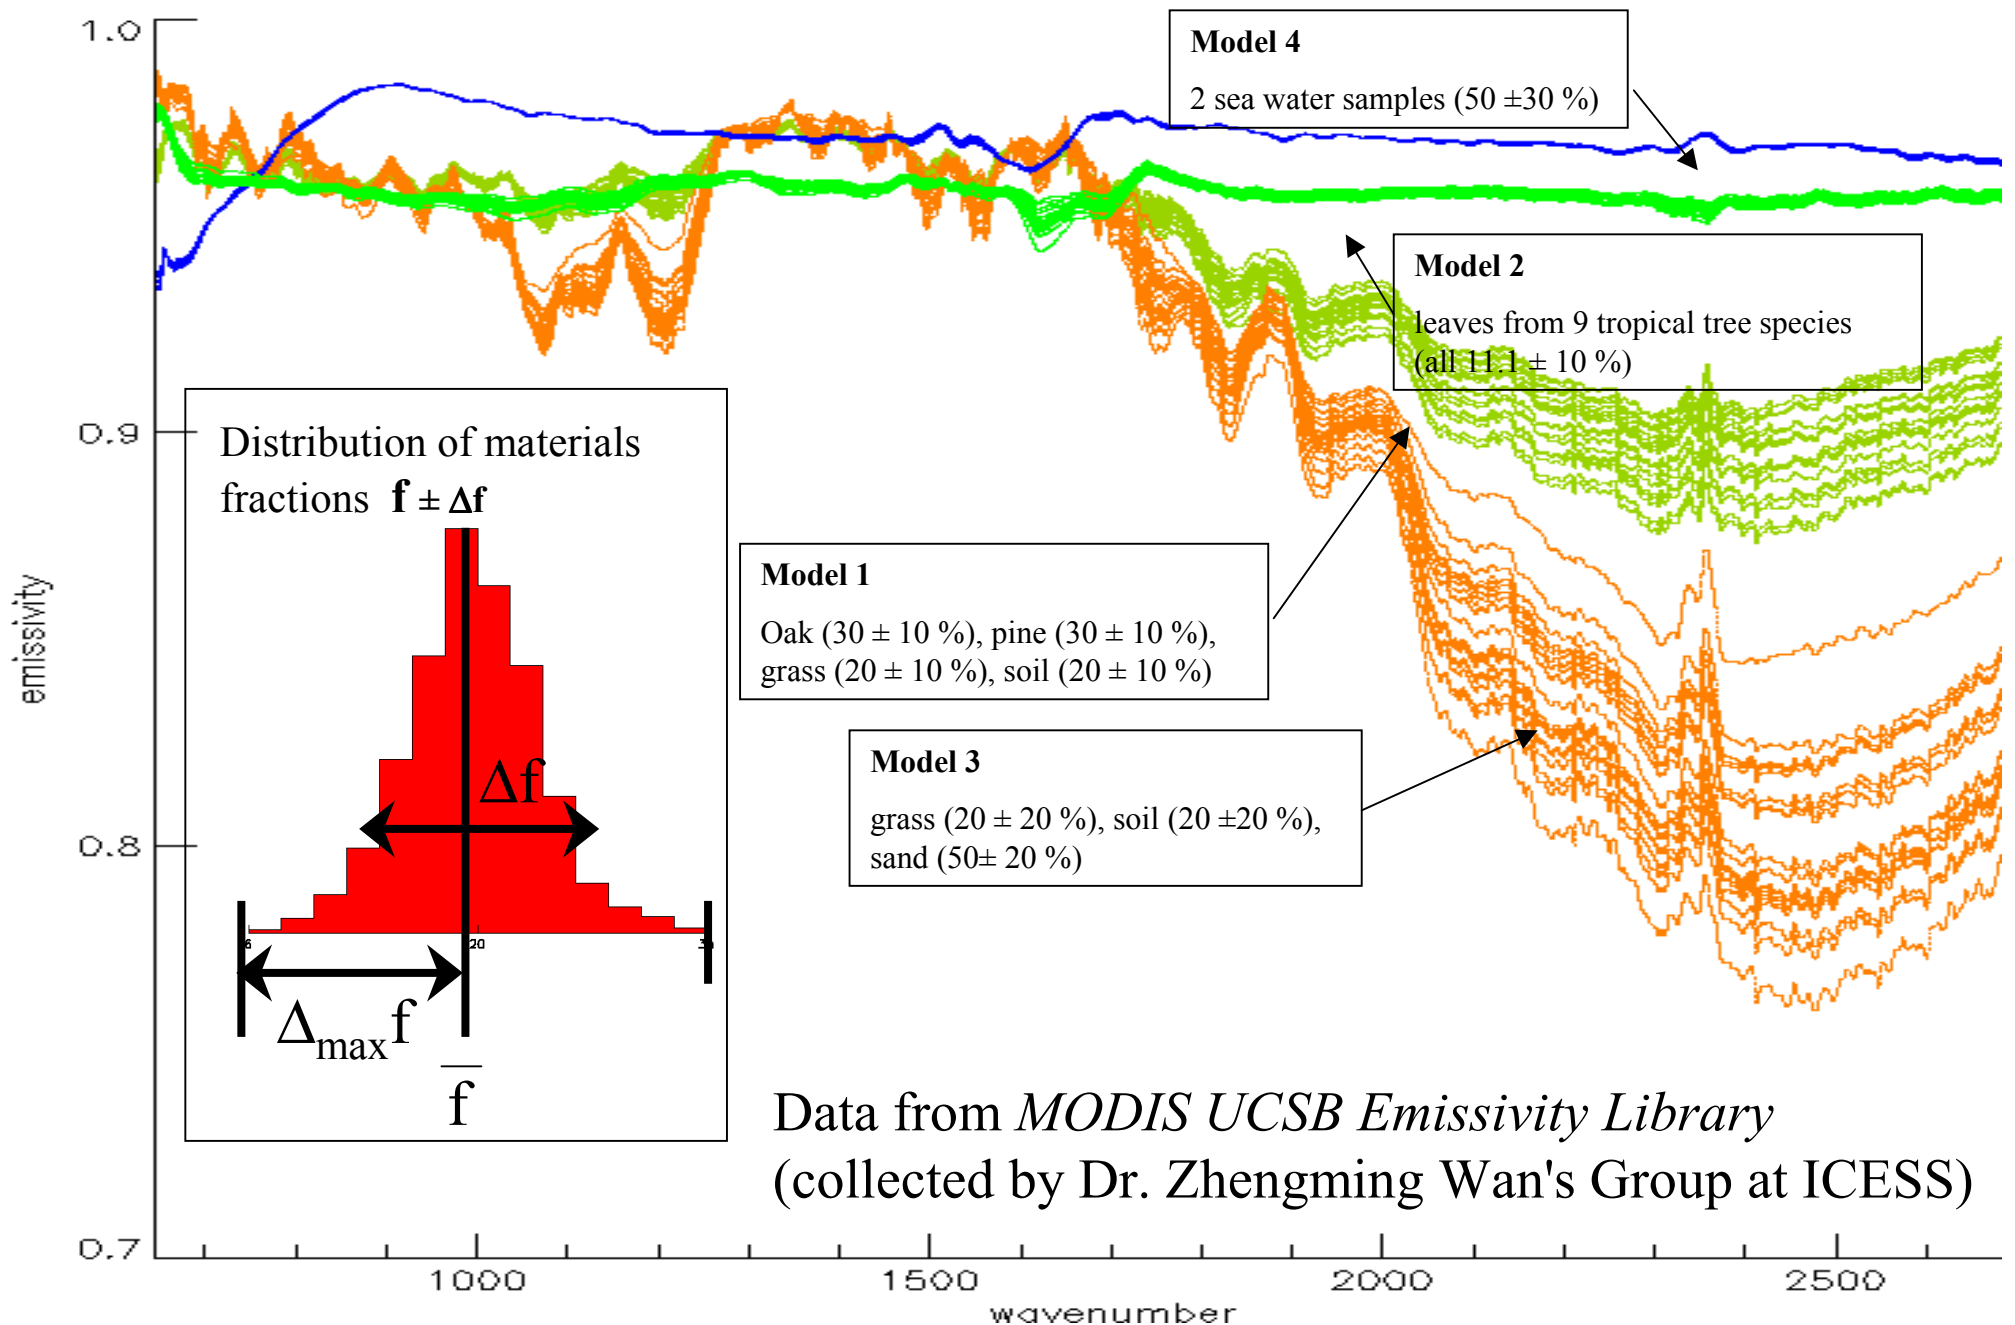 1.0
Model 4
2 sea water samples (50 ±30 %)
Model 2
leaves from 9 tropical tree species
(all 11.1 ± 10 %)
0.9
Distribution of materials
fractions f ± Δf
Model 1
Oak (30 ± 10 %), pine (30 ± 10 %),
grass (20 ± 10 %), soil (20 ± 10 %)
emissivity
Model 3
grass (20 ± 20 %), soil (20 ±20 %),
sand (50± 20 %)
Δf
0.8
6 20
Δmaxf
f̅
Data from MODIS UCSB Emissivity Library
(collected by Dr. Zhengming Wan's Group at ICESS)
0.7
1000 1500 2000 2500
wavenumber